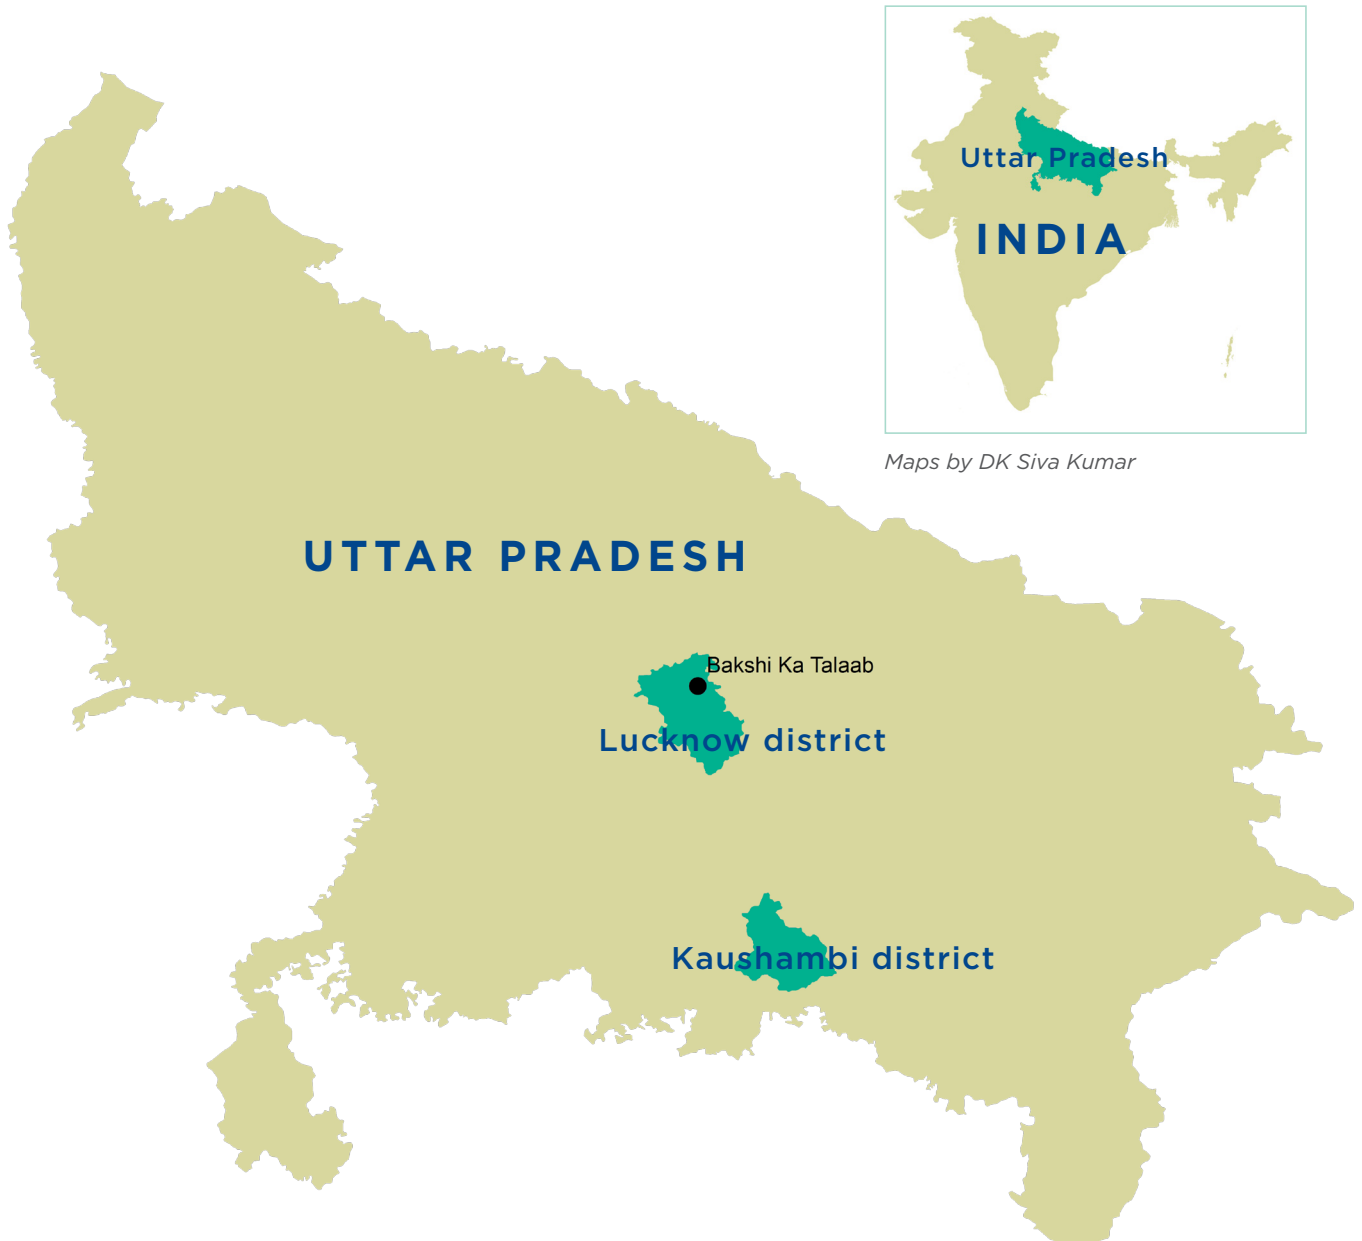 Uttar Pradesh
INDIA
Maps by DK Siva Kumar
UTTAR PRADESH
Bakshi Ka Talaab
Lucknow district
Kaushambi district